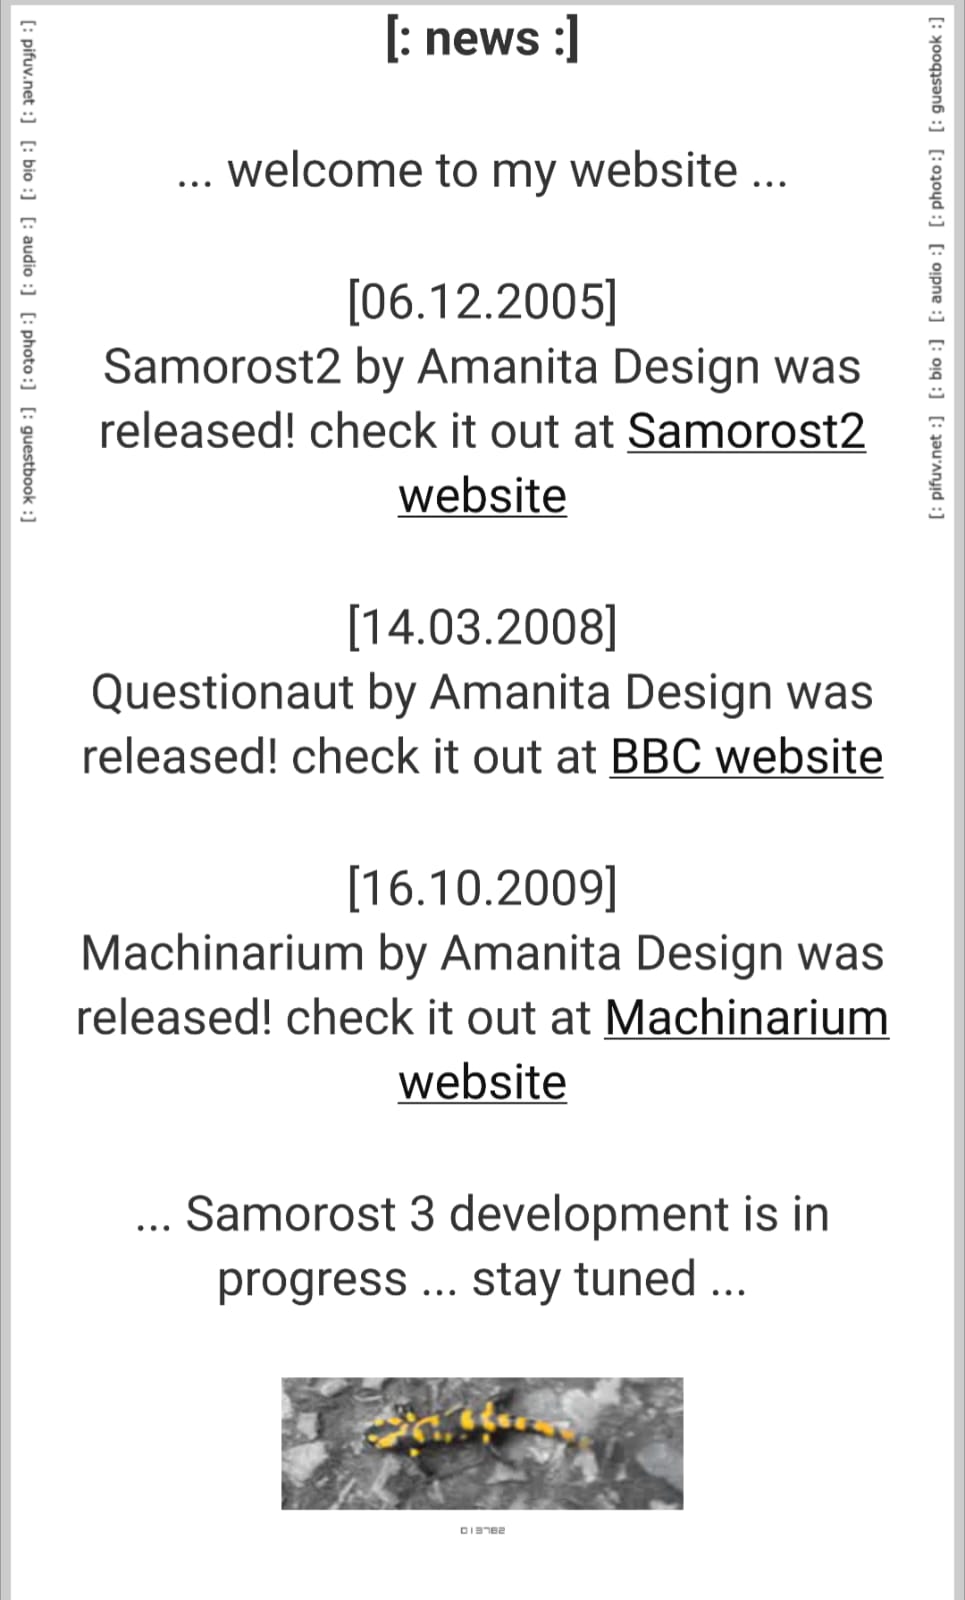 [: news :]
[: pifuv.net :] [: bio :] [: audio :] [: photo :] [: guestbook :]
[: pifuv.net :] [: bio :] [: audio :] [: photo :] [: guestbook :]
... welcome to my website ...
[06.12.2005]
Samorost2 by Amanita Design was
released! check it out at Samorost2
website
[14.03.2008]
Questionaut by Amanita Design was
released! check it out at BBC website
[16.10.2009]
Machinarium by Amanita Design was
released! check it out at Machinarium
website
... Samorost 3 development is in
progress ... stay tuned ...